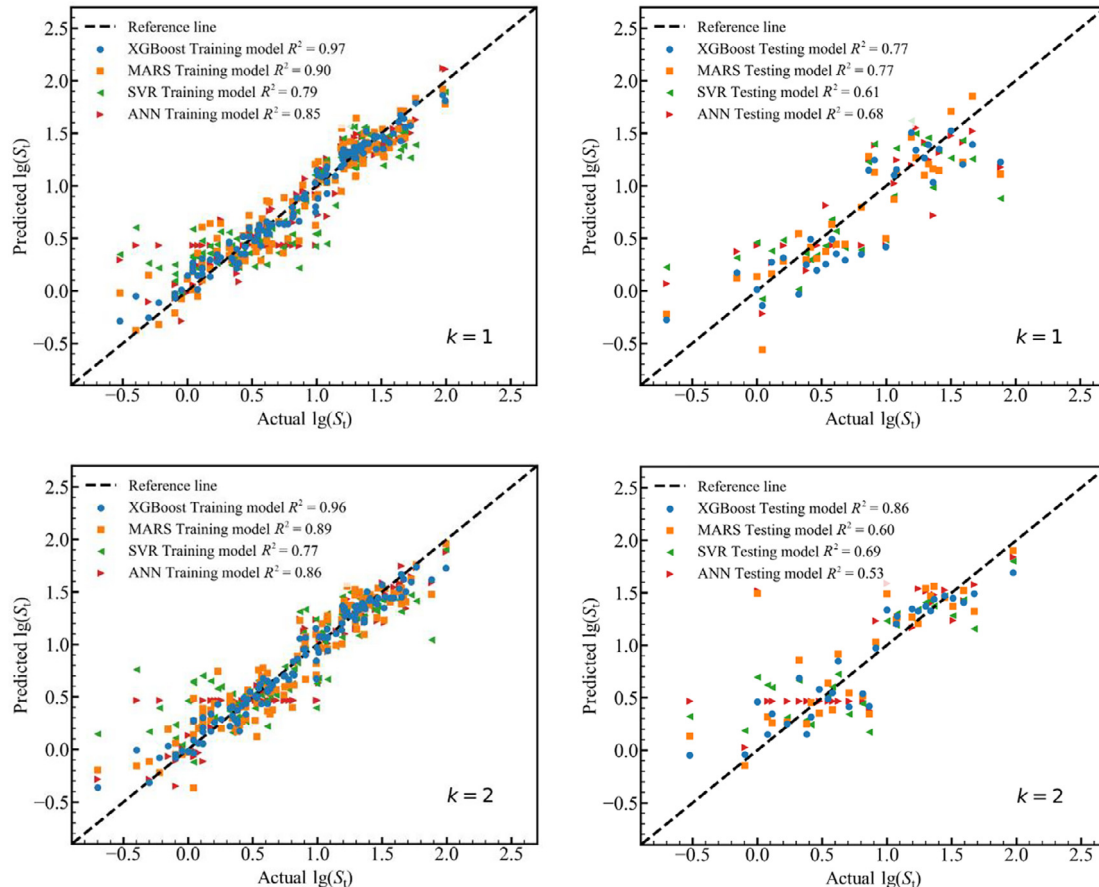 2.5
2.0
1.5
1.0
0.5
0.0
−0.5
Predicted lg(Sₜ)
Reference line
XGBoost Training model R² = 0.97
MARS Training model R² = 0.90
SVR Training model R² = 0.79
ANN Training model R² = 0.85
k = 1
−0.5 0.0 0.5 1.0 1.5 2.0 2.5
Actual lg(Sₜ)
2.5
2.0
1.5
1.0
0.5
0.0
−0.5
Predicted lg(Sₜ)
Reference line
XGBoost Testing model R² = 0.77
MARS Testing model R² = 0.77
SVR Testing model R² = 0.61
ANN Testing model R² = 0.68
k = 1
−0.5 0.0 0.5 1.0 1.5 2.0 2.5
Actual lg(Sₜ)
2.5
2.0
1.5
1.0
0.5
0.0
−0.5
Predicted lg(Sₜ)
Reference line
XGBoost Training model R² = 0.96
MARS Training model R² = 0.89
SVR Training model R² = 0.77
ANN Training model R² = 0.86
k = 2
−0.5 0.0 0.5 1.0 1.5 2.0 2.5
Actual lg(Sₜ)
2.5
2.0
1.5
1.0
0.5
0.0
−0.5
Predicted lg(Sₜ)
Reference line
XGBoost Testing model R² = 0.86
MARS Testing model R² = 0.60
SVR Testing model R² = 0.69
ANN Testing model R² = 0.53
k = 2
−0.5 0.0 0.5 1.0 1.5 2.0 2.5
Actual lg(Sₜ)